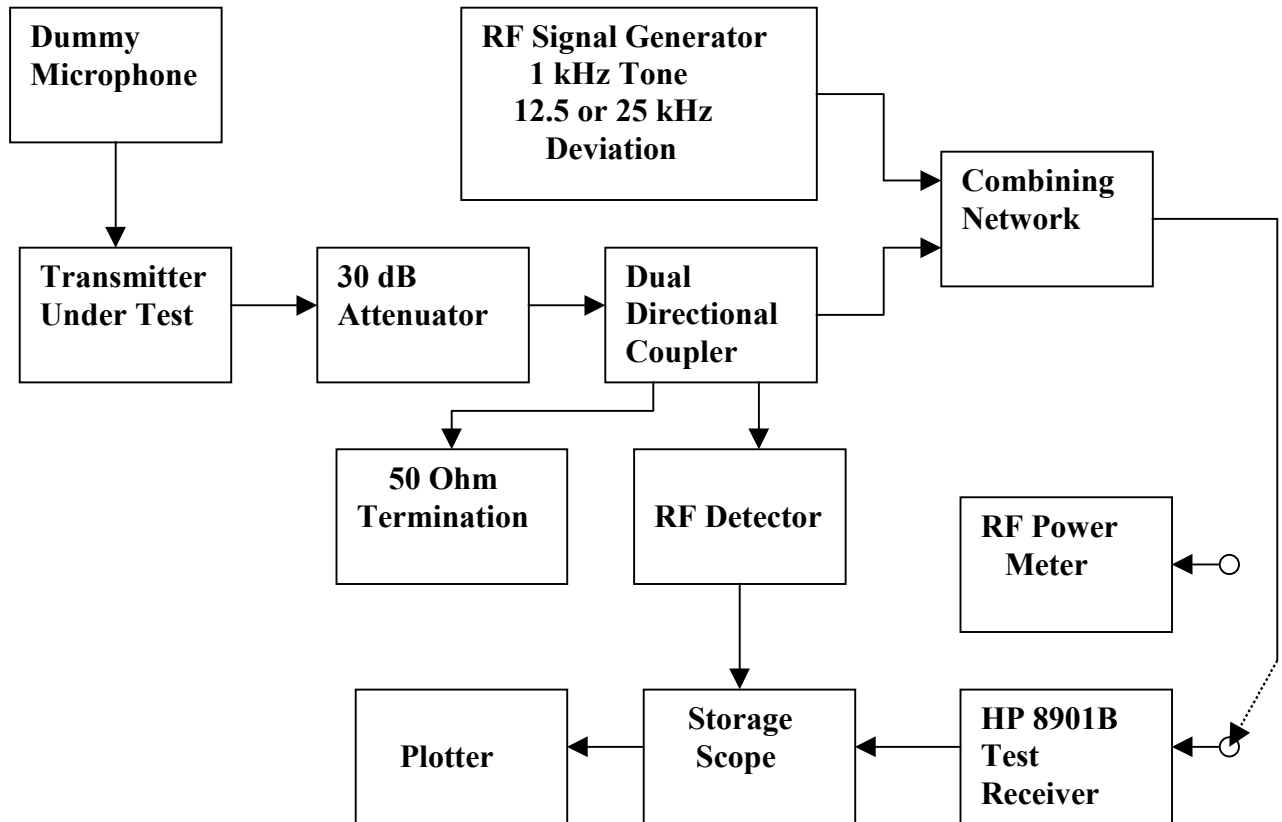 Dummy
Microphone
RF Signal Generator
1 kHz Tone
12.5 or 25 kHz
Deviation
Combining
Network
Transmitter
Under Test
30 dB
Attenuator
Dual
Directional
Coupler
50 Ohm
Termination
RF Detector
RF Power
Meter
Plotter
Storage
Scope
HP 8901B
Test
Receiver